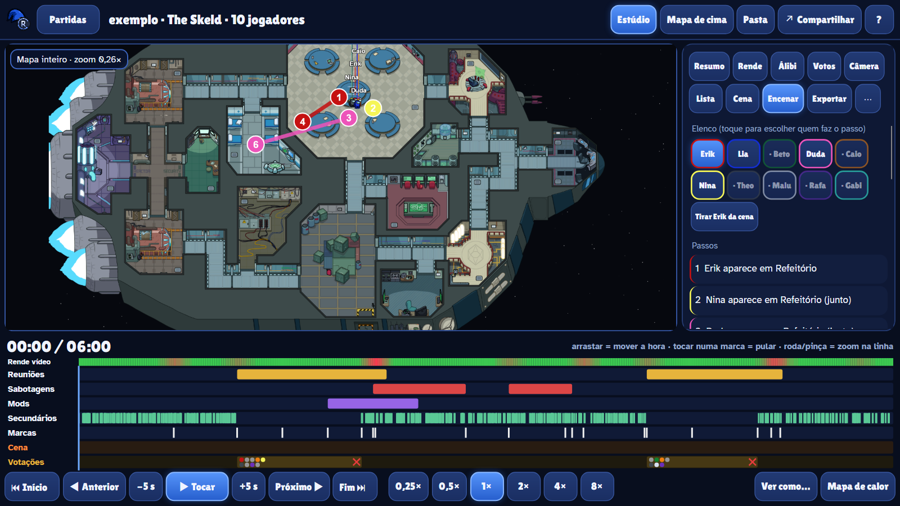 R
Partidas
exemplo · The Skeld · 10 jogadores
Estúdio
Mapa de cima
Pasta
↗ Compartilhar
?
Mapa inteiro · zoom 0,26×
Caio
Erik
Nina
Duda
1
2
3
4
6
Resumo
Rende
Álibi
Votos
Câmera
Lista
Cena
Encenar
Exportar
...
Elenco (toque para escolher quem faz o passo)
Erik
Lia
· Beto
Duda
· Caio
Nina
· Theo
· Malu
· Rafa
· Gabi
Tirar Erik da cena
Passos
1 Erik aparece em Refeitório
2 Nina aparece em Refeitório (junto)
00:00 / 06:00
arrastar = mover a hora · tocar numa marca = pular · roda/pinça = zoom na linha
Rende vídeo
Reuniões
Sabotagens
Mods
Secundários
Marcas
Cena
Votações
⏮ Início
◀ Anterior
−5 s
▶ Tocar
+5 s
Próximo ▶
Fim ⏭
0,25×
0,5×
1×
2×
4×
8×
Ver como...
Mapa de calor